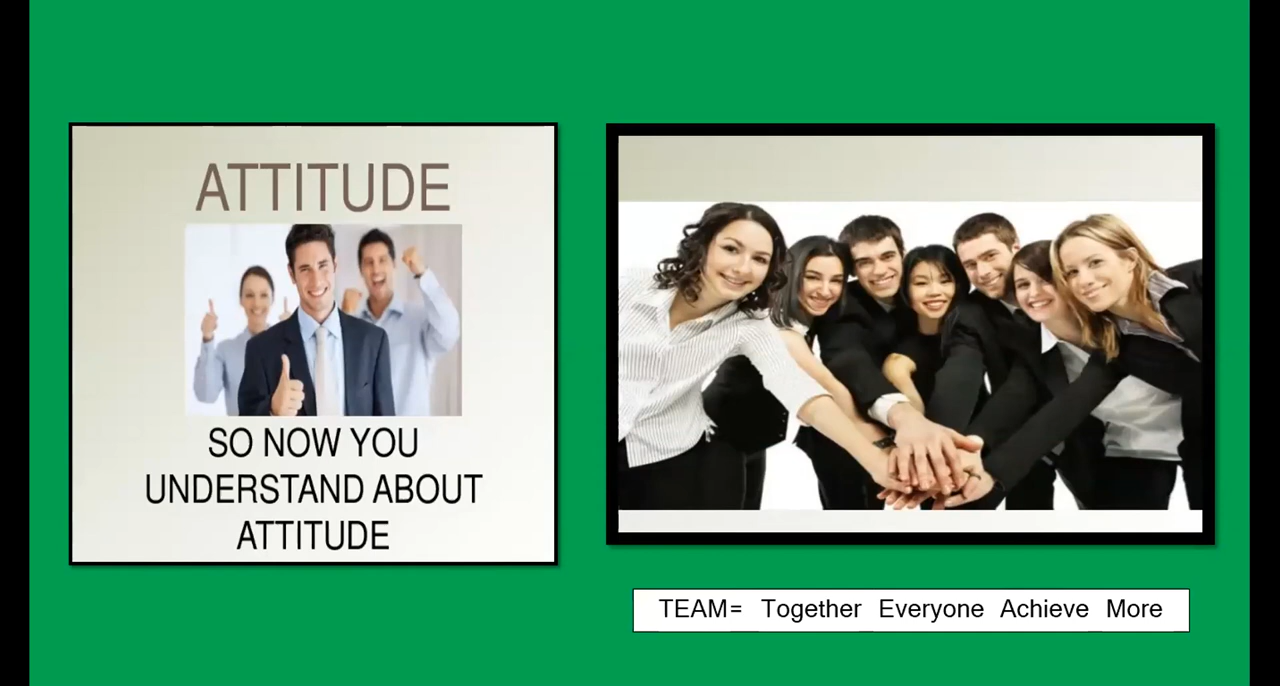 ATTITUDE
SO NOW YOU
UNDERSTAND ABOUT
ATTITUDE
TEAM= Together Everyone Achieve More